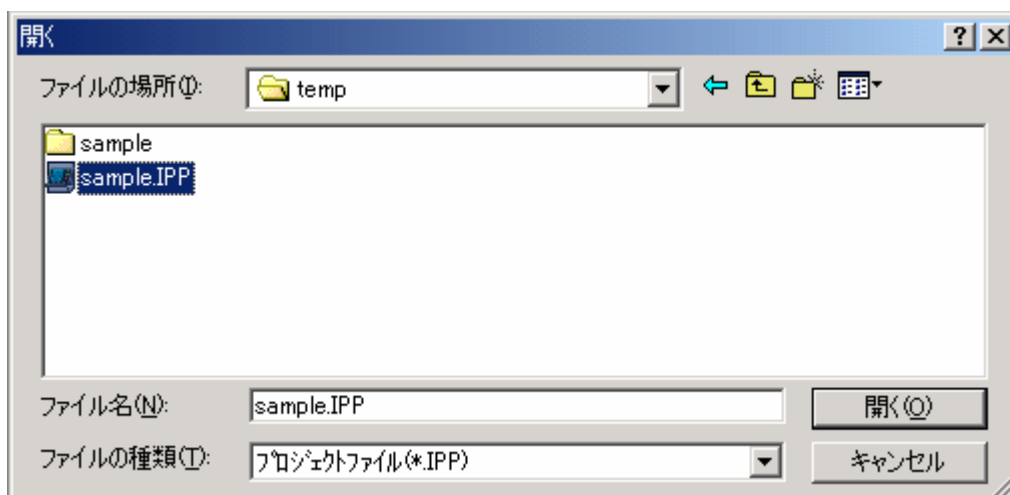 開く
ファイルの場所(I):
temp
sample
sample.IPP
ファイル名(N):
sample.IPP
開く(O)
ファイルの種類(T):
ﾌﾟﾛｼﾞｪｸﾄﾌｧｲﾙ(*.IPP)
キャンセル